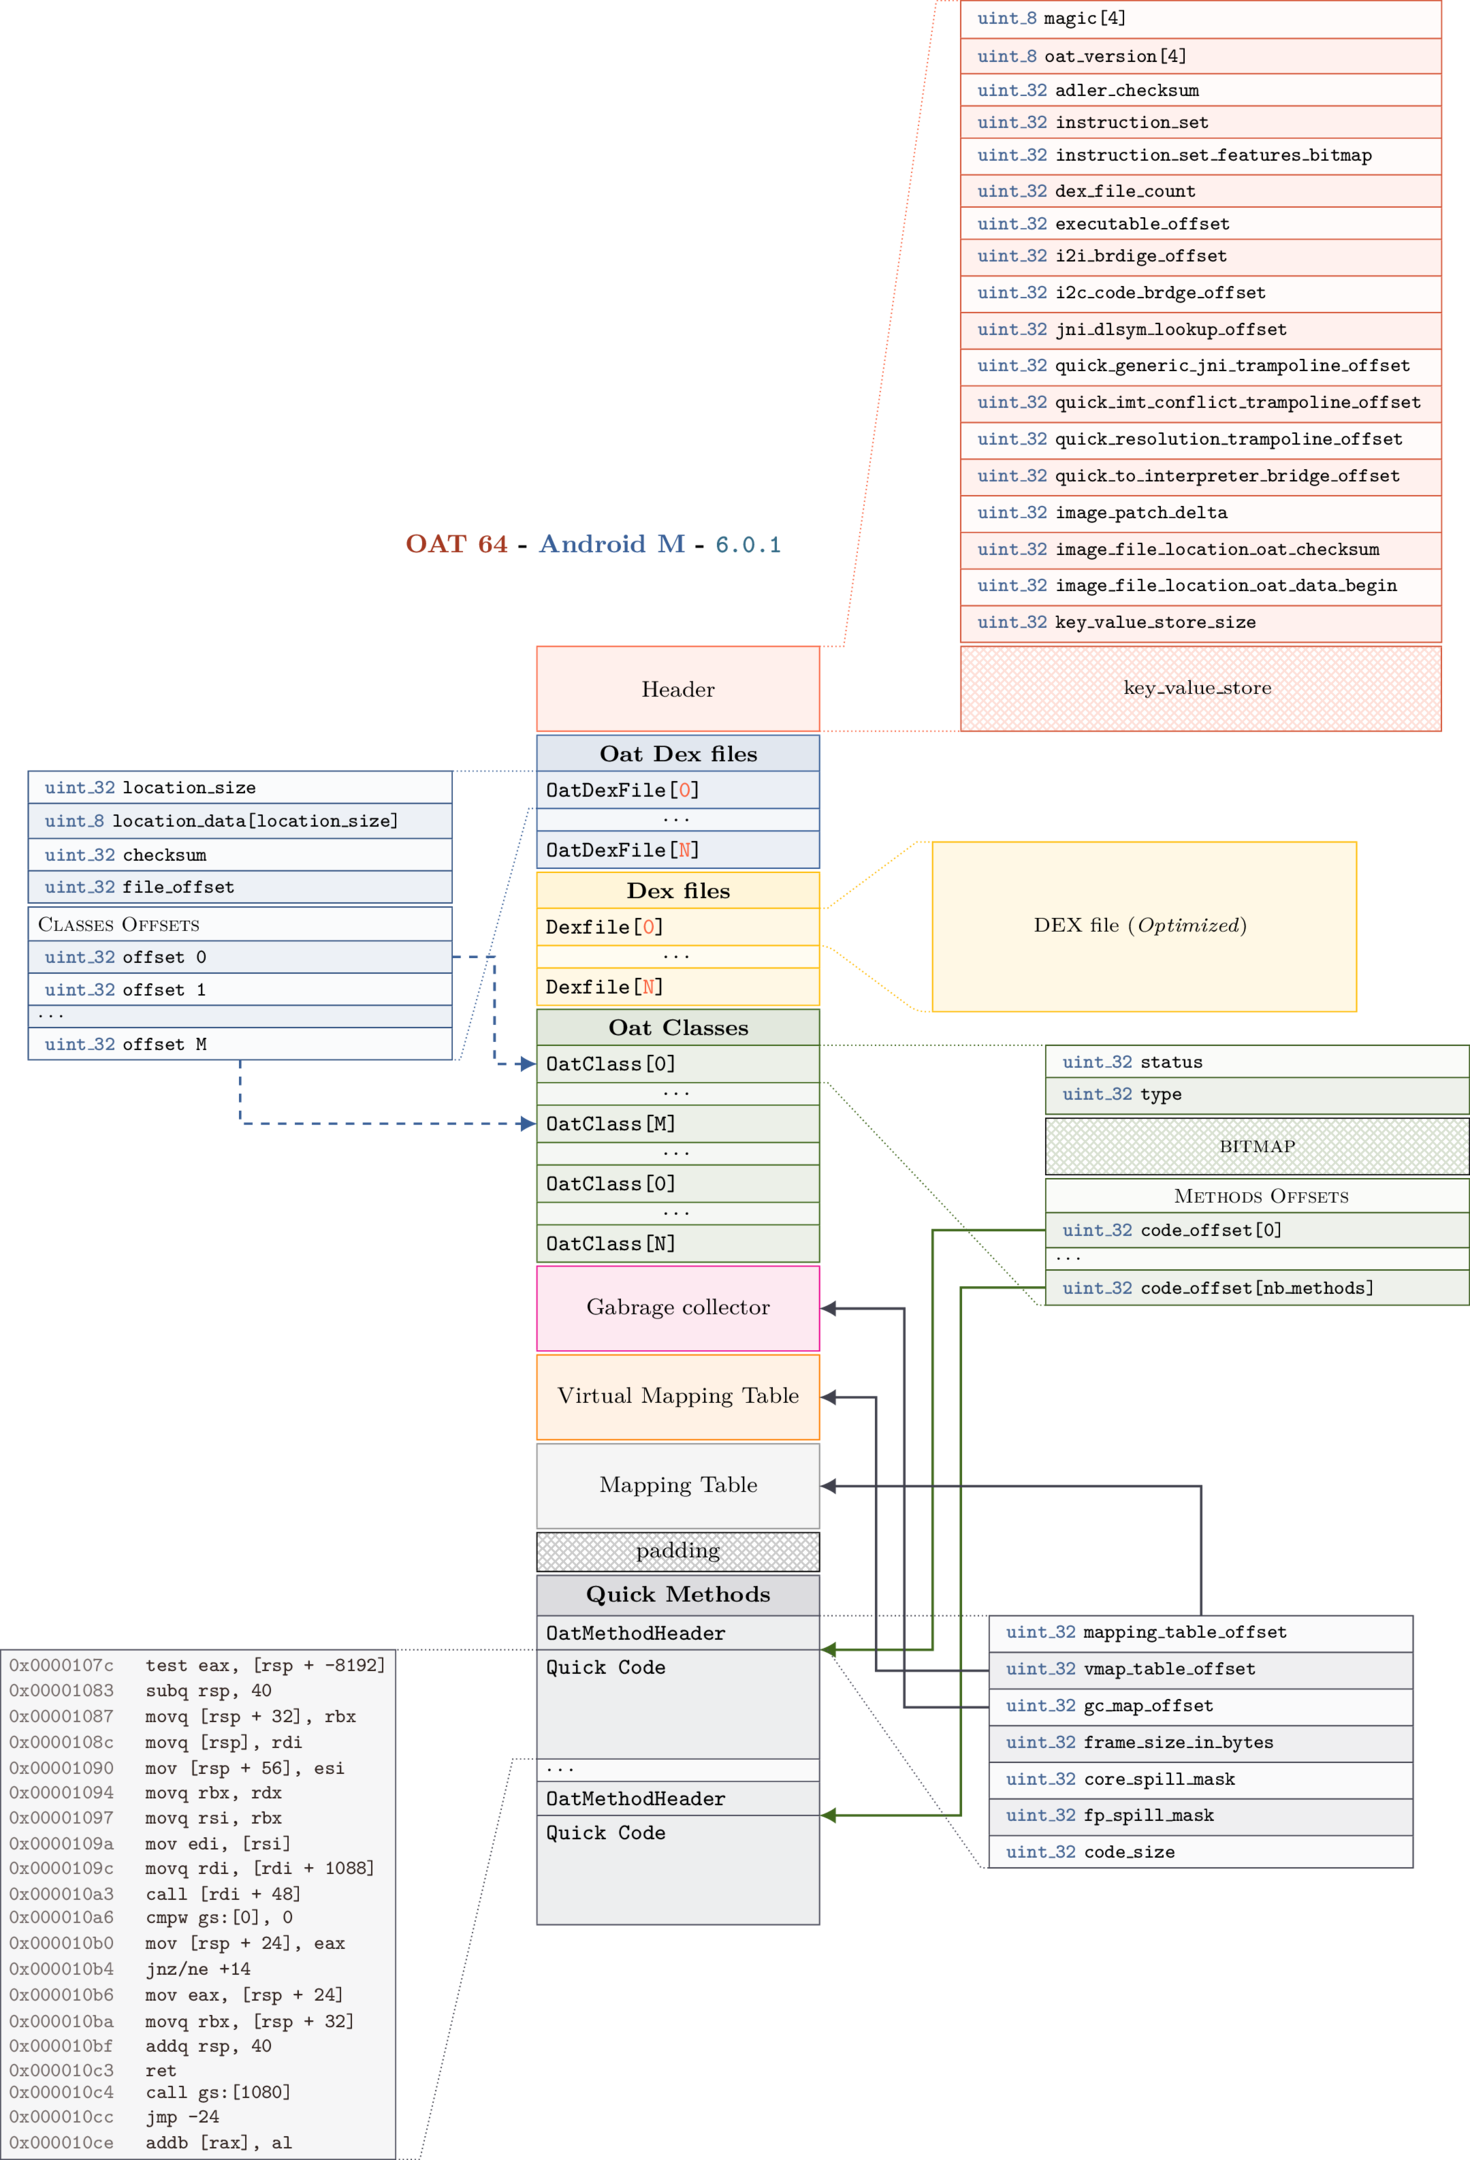 uint_8 magic[4]
uint_8 oat_version[4]
uint_32 adler_checksum
uint_32 instruction_set
uint_32 instruction_set_features_bitmap
uint_32 dex_file_count
uint_32 executable_offset
uint_32 i2i_brdige_offset
uint_32 i2c_code_brdge_offset
uint_32 jni_dlsym_lookup_offset
uint_32 quick_generic_jni_trampoline_offset
uint_32 quick_imt_conflict_trampoline_offset
uint_32 quick_resolution_trampoline_offset
uint_32 quick_to_interpreter_bridge_offset
uint_32 image_patch_delta
uint_32 image_file_location_oat_checksum
uint_32 image_file_location_oat_data_begin
uint_32 key_value_store_size
key_value_store
OAT 64 - Android M - 6.0.1
Header
Oat Dex files
OatDexFile[0]
...
OatDexFile[N]
uint_32 location_size
uint_8 location_data[location_size]
uint_32 checksum
uint_32 file_offset
Classes Offsets
uint_32 offset 0
uint_32 offset 1
...
uint_32 offset M
Dex files
Dexfile[0]
...
Dexfile[N]
DEX file (Optimized)
Oat Classes
OatClass[0]
...
OatClass[M]
...
OatClass[0]
...
OatClass[N]
uint_32 status
uint_32 type
BITMAP
Methods Offsets
uint_32 code_offset[0]
...
uint_32 code_offset[nb_methods]
Gabrage collector
Virtual Mapping Table
Mapping Table
padding
Quick Methods
OatMethodHeader
Quick Code
...
OatMethodHeader
Quick Code
uint_32 mapping_table_offset
uint_32 vmap_table_offset
uint_32 gc_map_offset
uint_32 frame_size_in_bytes
uint_32 core_spill_mask
uint_32 fp_spill_mask
uint_32 code_size
0x0000107c test eax, [rsp + -8192]
0x00001083 subq rsp, 40
0x00001087 movq [rsp + 32], rbx
0x0000108c movq [rsp], rdi
0x00001090 mov [rsp + 56], esi
0x00001094 movq rbx, rdx
0x00001097 movq rsi, rbx
0x0000109a mov edi, [rsi]
0x0000109c movq rdi, [rdi + 1088]
0x000010a3 call [rdi + 48]
0x000010a6 cmpw gs:[0], 0
0x000010b0 mov [rsp + 24], eax
0x000010b4 jnz/ne +14
0x000010b6 mov eax, [rsp + 24]
0x000010ba movq rbx, [rsp + 32]
0x000010bf addq rsp, 40
0x000010c3 ret
0x000010c4 call gs:[1080]
0x000010cc jmp -24
0x000010ce addb [rax], al